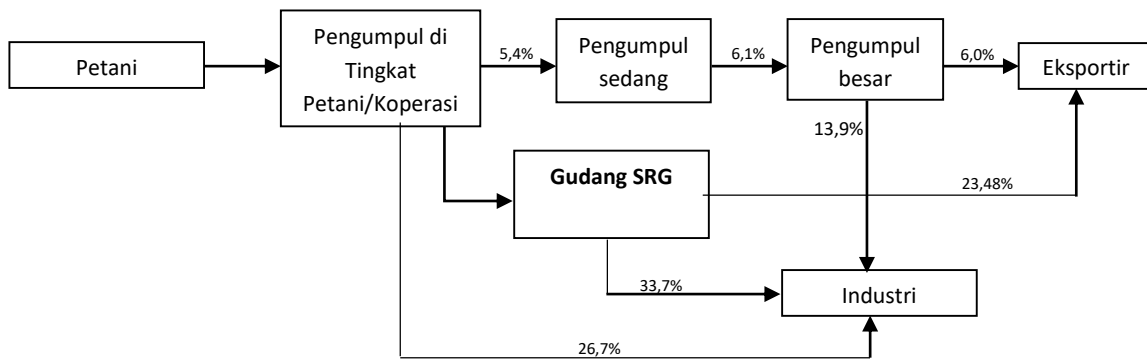 Petani
Pengumpul di
Tingkat
Petani/Koperasi
5,4%
Pengumpul
sedang
6,1%
Pengumpul
besar
6,0%
Eksportir
13,9%
Gudang SRG
23,48%
33,7%
Industri
26,7%